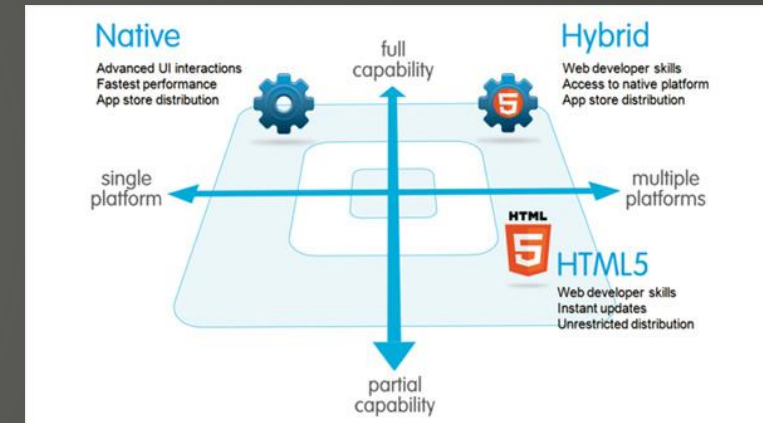 Native
Advanced UI interactions
Fastest performance
App store distribution
full
capability
Hybrid
Web developer skills
Access to native platform
App store distribution
5
single
platform
multiple
platforms
HTML
5
HTML5
Web developer skills
Instant updates
Unrestricted distribution
partial
capability